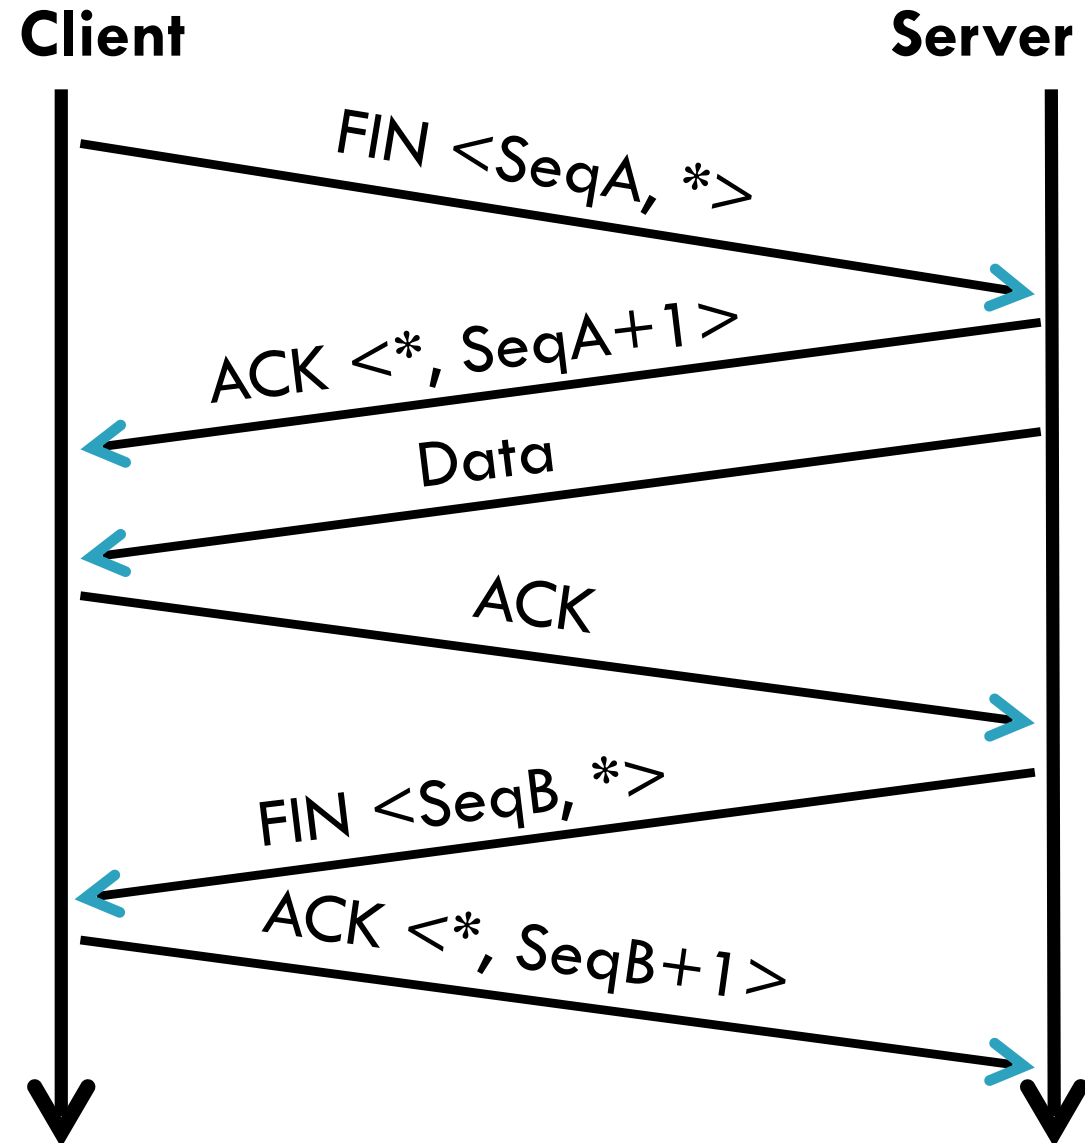 Client
Server
FIN <SeqA, *>
ACK <*, SeqA+1>
Data
ACK
FIN <SeqB, *>
ACK <*, SeqB+1>